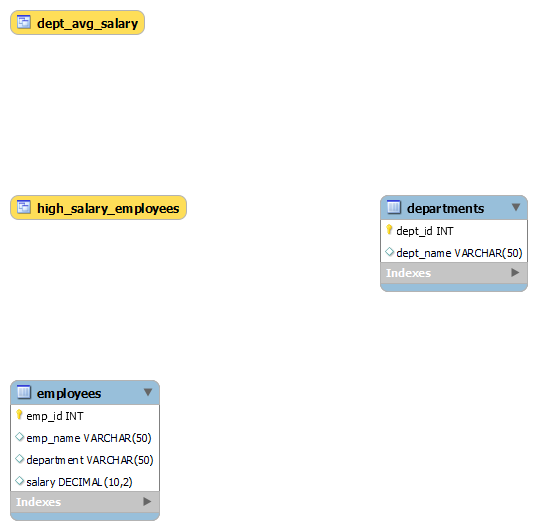 dept_avg_salary
high_salary_employees
departments
dept_id INT
dept_name VARCHAR(50)
Indexes
employees
emp_id INT
emp_name VARCHAR(50)
department VARCHAR(50)
salary DECIMAL(10,2)
Indexes